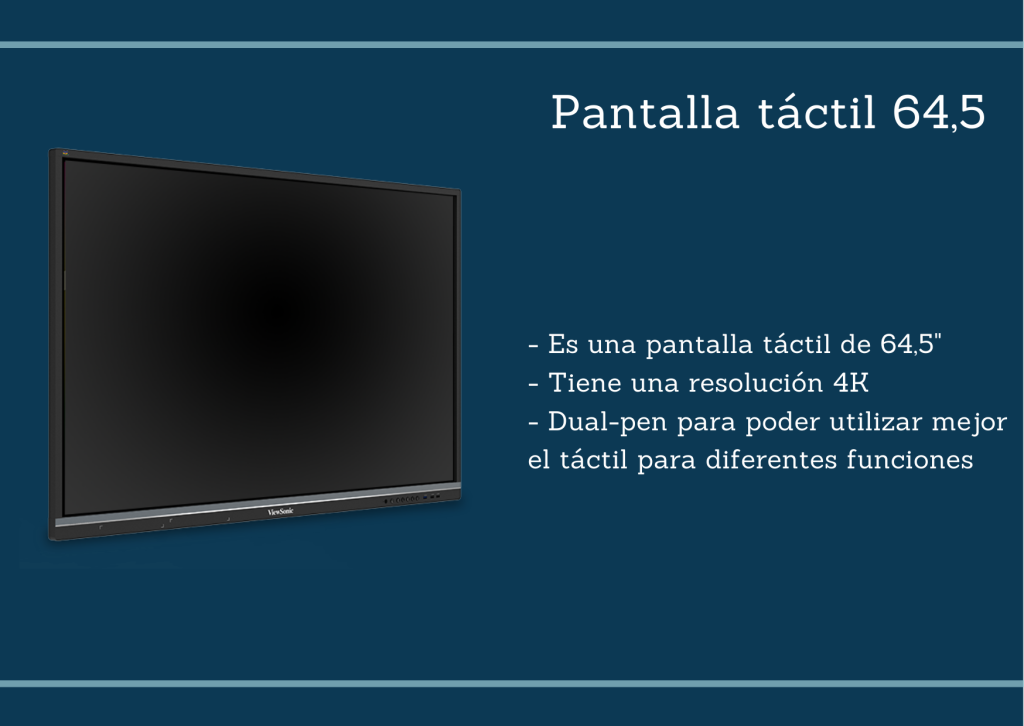 Pantalla táctil 64,5
- Es una pantalla táctil de 64,5"
- Tiene una resolución 4K
- Dual-pen para poder utilizar mejor
el táctil para diferentes funciones
ViewSonic